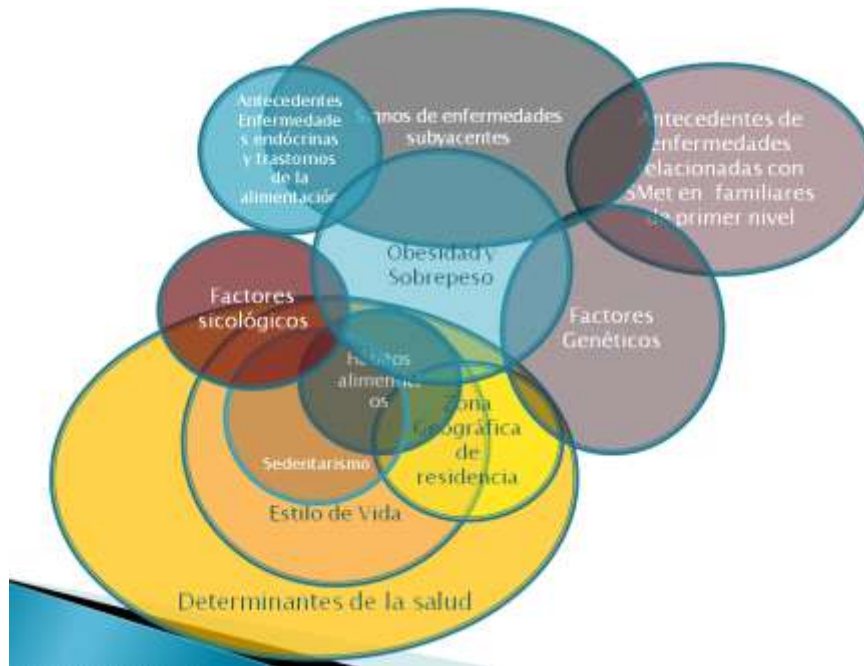 Antecedentes
Enfermedade
s endócrinas
y trastornos
de la
alimentación
Signos de enfermedades
subyacentes
Antecedentes de
enfermedades
relacionadas con
SMet en familiares
de primer nivel
Obesidad y
Sobrepeso
Factores
sicológicos
Factores
Genéticos
Hábitos
alimentici
os
Zona
Geográfica
de
residencia
Sedentarismo
Estilo de Vida
Determinantes de la salud